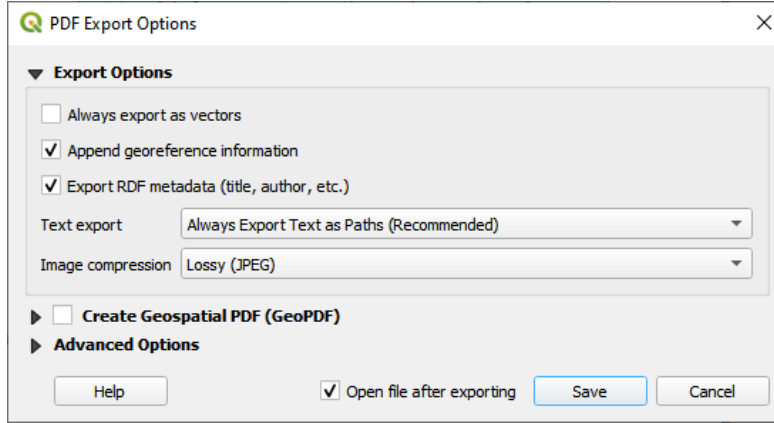 PDF Export Options
Export Options
Always export as vectors
Append georeference information
Export RDF metadata (title, author, etc.)
Text export Always Export Text as Paths (Recommended)
Image compression Lossy (JPEG)
Create Geospatial PDF (GeoPDF)
Advanced Options
Help Open file after exporting Save Cancel